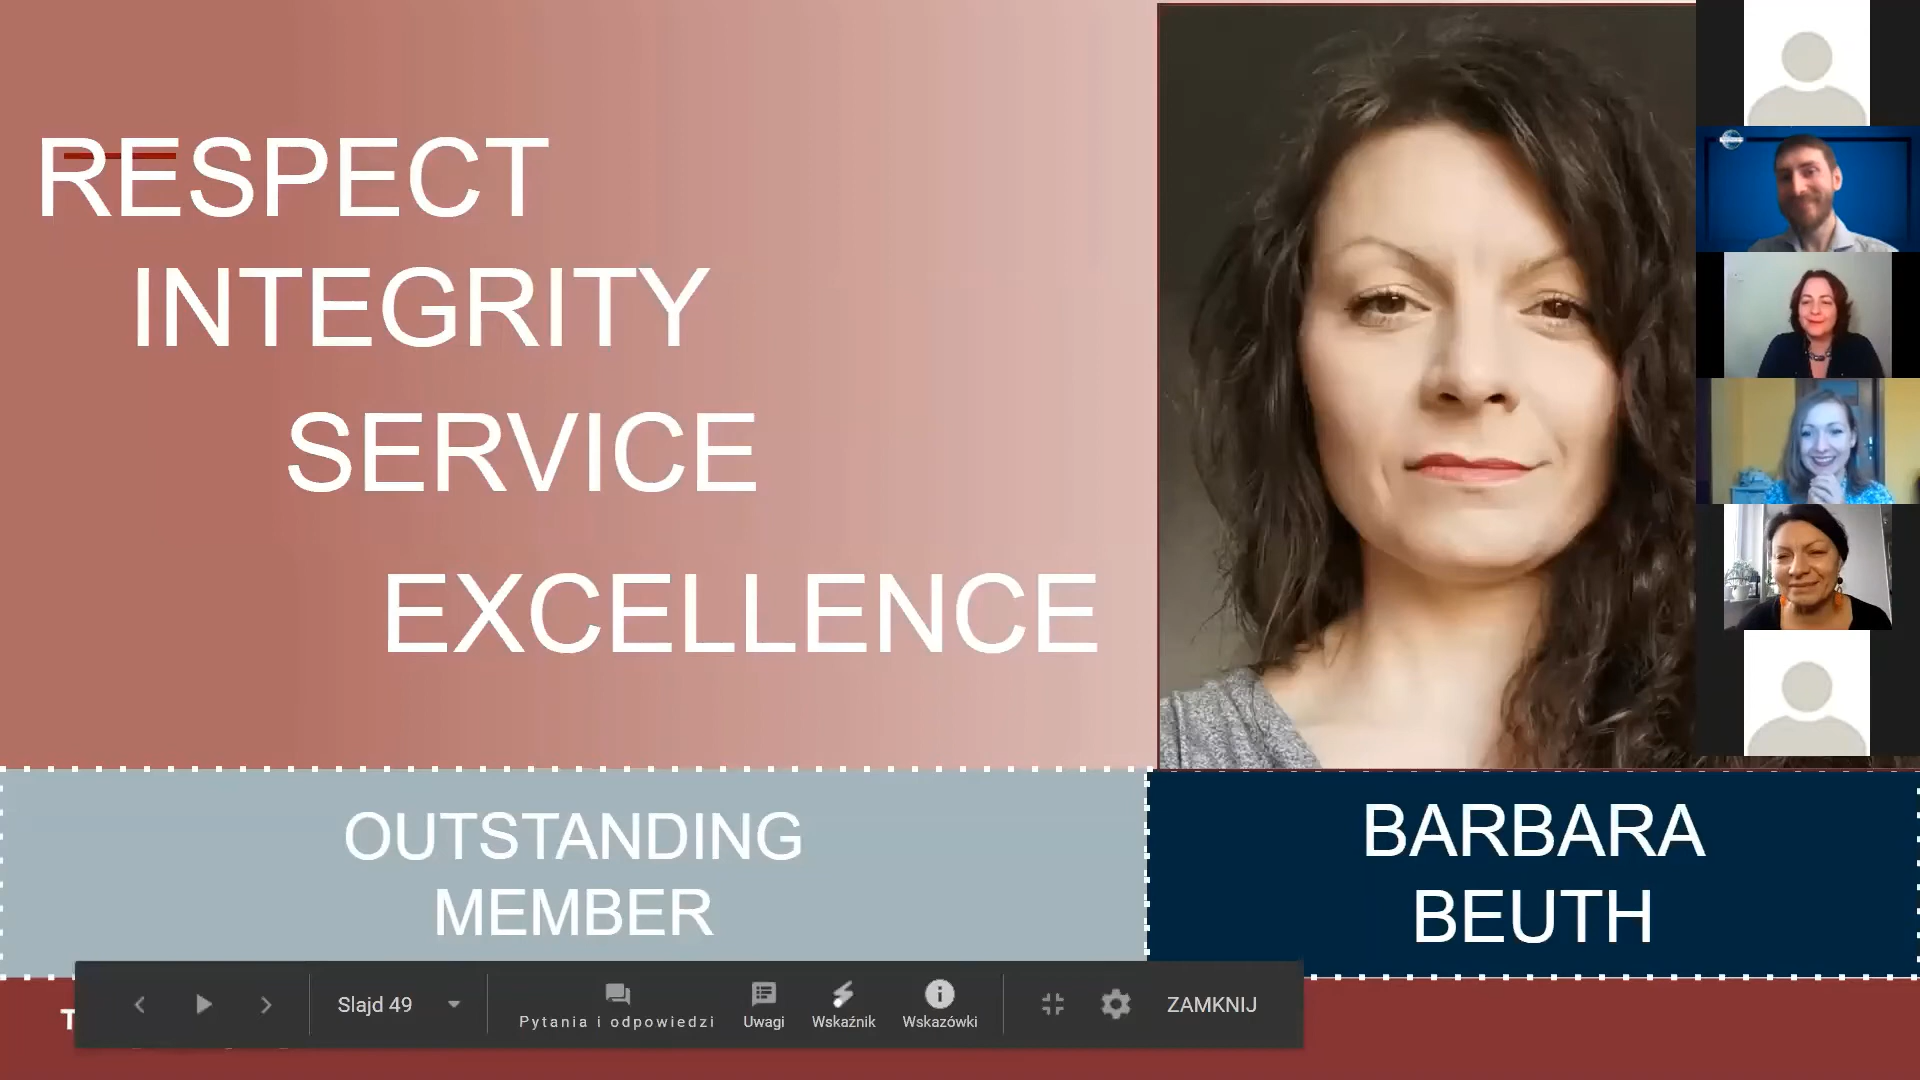 RESPECT
INTEGRITY
SERVICE
EXCELLENCE
OUTSTANDING
MEMBER
BARBARA
BEUTH
T
Slajd 49
Pytania i odpowiedzi
Uwagi
Wskaźnik
Wskazówki
ZAMKNIJ